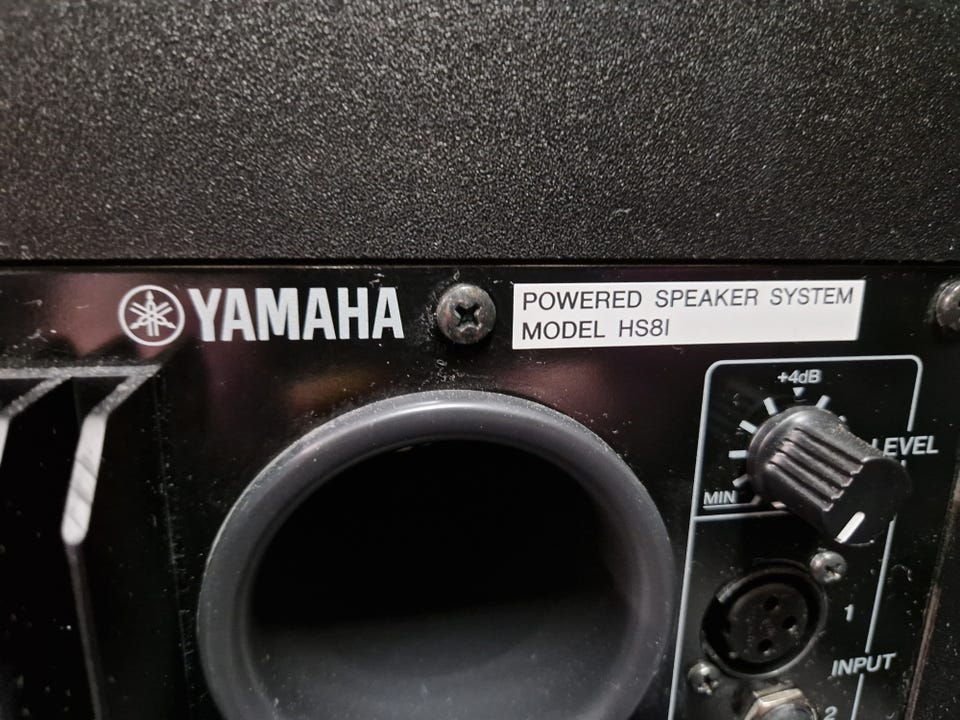 YAMAHA
POWERED SPEAKER SYSTEM
MODEL HS8I
+4dB
LEVEL
MIN
1
INPUT
2